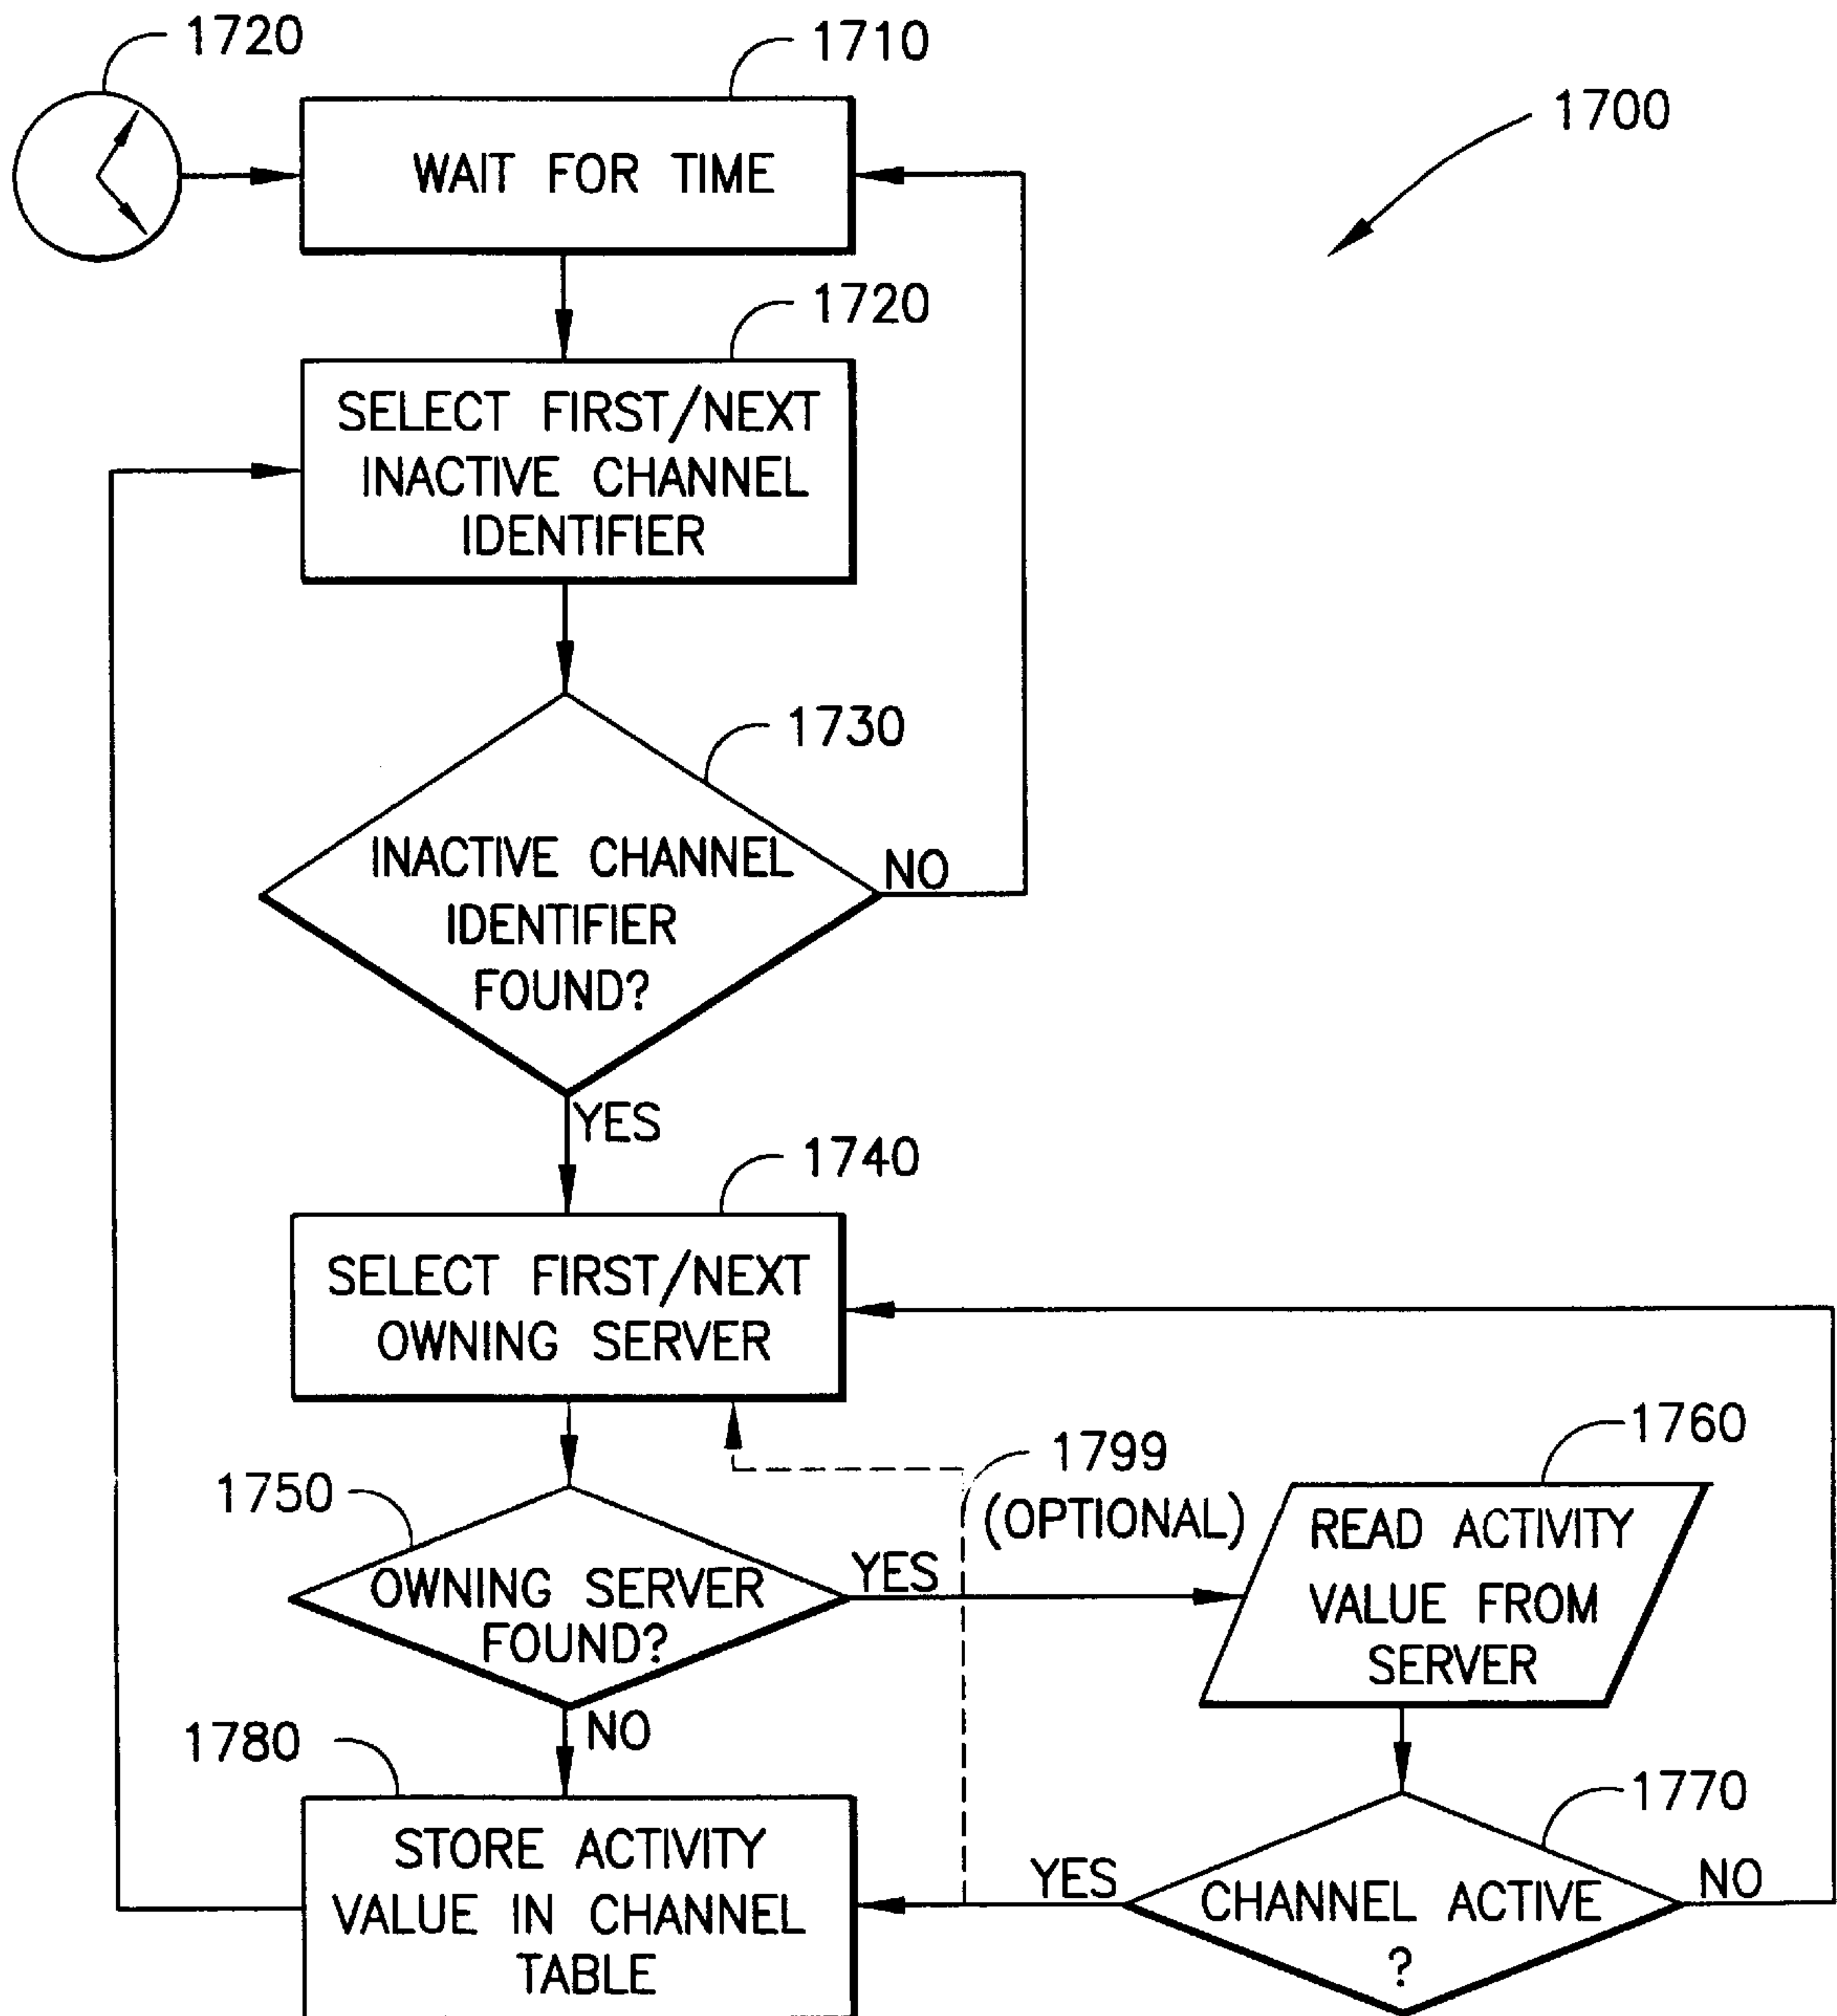 1720
1710
1700
WAIT FOR TIME
1720
SELECT FIRST/NEXT
INACTIVE CHANNEL
IDENTIFIER
1730
INACTIVE CHANNEL
IDENTIFIER
FOUND?
NO
YES
1740
SELECT FIRST/NEXT
OWNING SERVER
1750
1799
(OPTIONAL)
1760
OWNING SERVER
FOUND?
YES
READ ACTIVITY
VALUE FROM
SERVER
NO
1780
1770
STORE ACTIVITY
VALUE IN CHANNEL
TABLE
YES
CHANNEL ACTIVE
?
NO